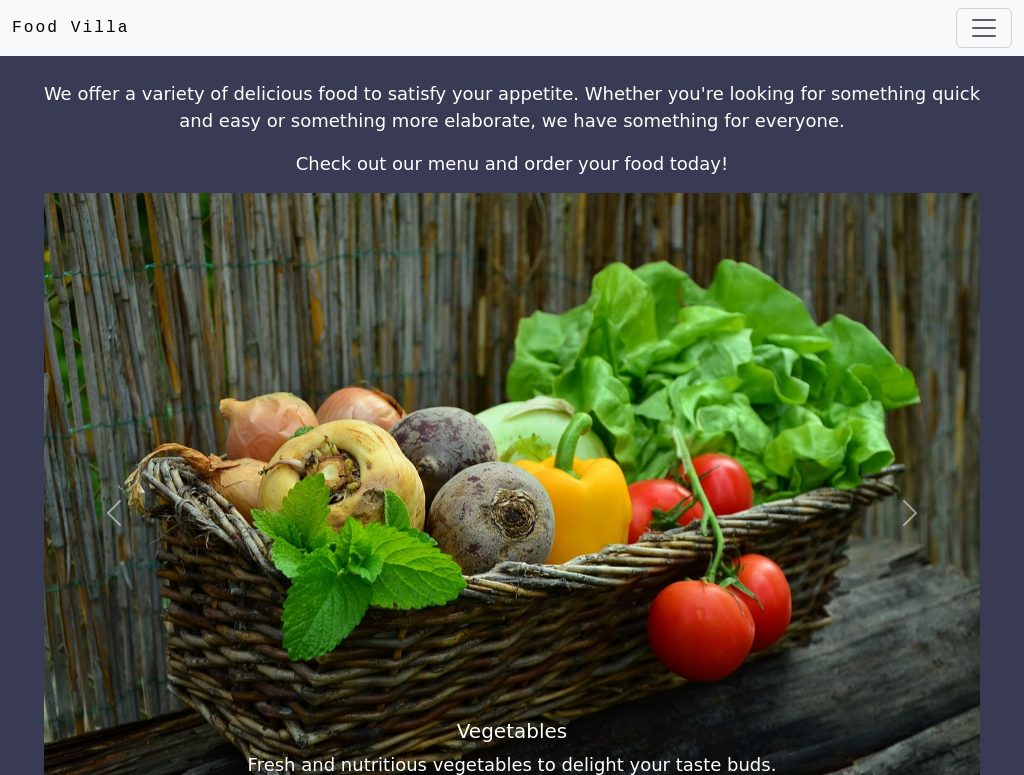 Food Villa
We offer a variety of delicious food to satisfy your appetite. Whether you're looking for something quick
and easy or something more elaborate, we have something for everyone.
Check out our menu and order your food today!
Vegetables
Fresh and nutritious vegetables to delight your taste buds.